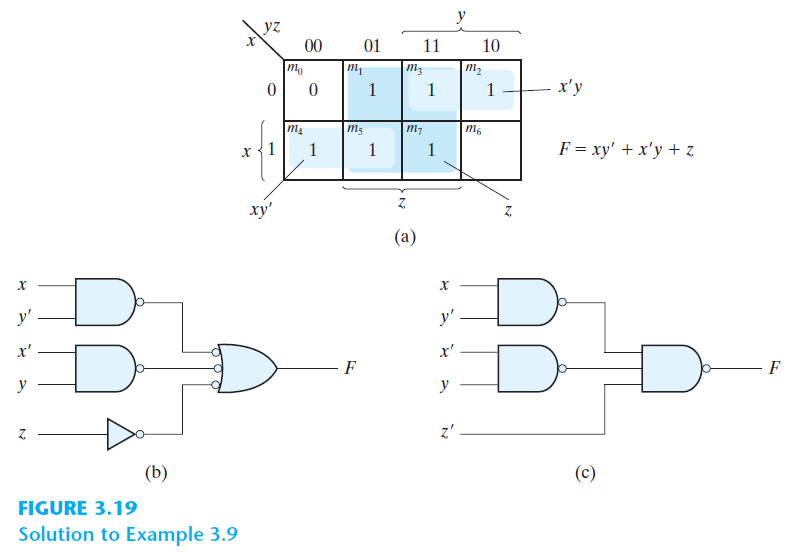 y
yz
x
00 01 11 10
m0 m1 m3 m2
0 0 1 1 1 x'y
m4 m5 m7 m6
x 1 1 1 1 F = xy' + x'y + z
xy' z z
(a)
x
y'
x'
y
z
F
(b)
x
y'
x'
y
z'
F
(c)
FIGURE 3.19
Solution to Example 3.9